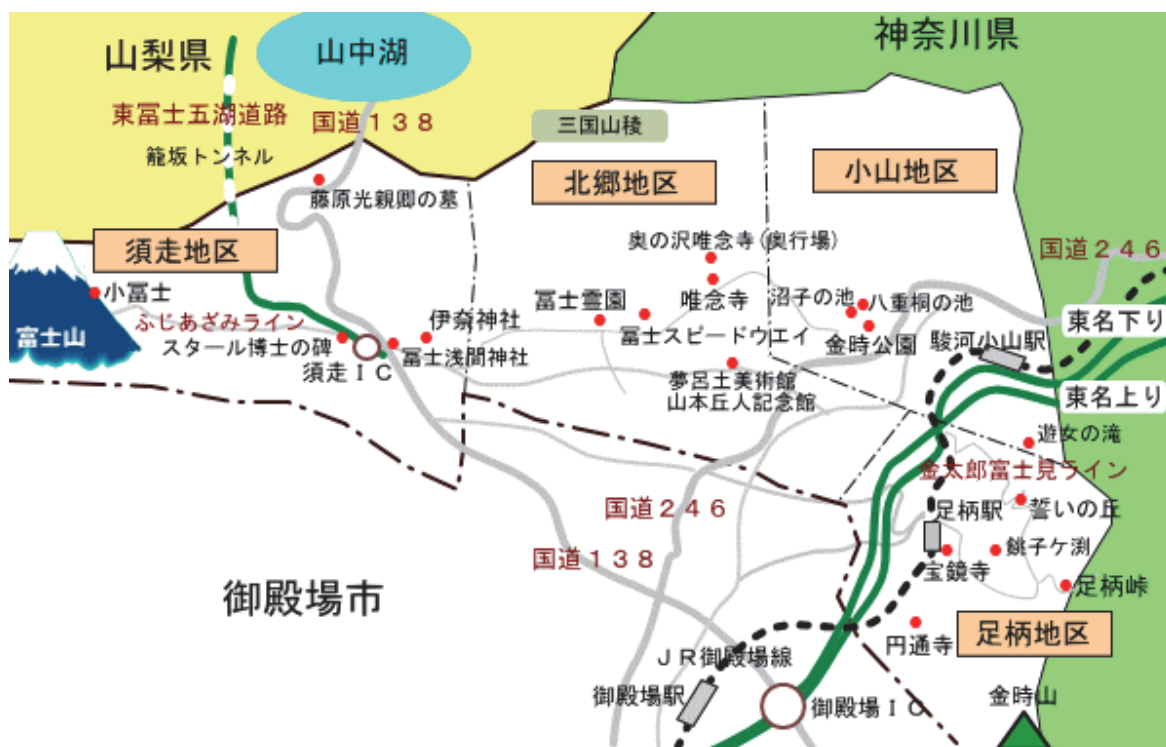 神奈川県
山梨県
山中湖
東富士五湖道路
国道138
三国山稜
籠坂トンネル
北郷地区
小山地区
藤原光親卿の墓
須走地区
奥の沢唯念寺(奥行場)
国道246
小富士
唯念寺
沼子の池
八重桐の池
富士霊園
富士山
ふじあざみライン
伊奈神社
富士スピードウエイ
金時公園
駿河小山駅
東名下り
スタール博士の碑
富士浅間神社
須走IC
夢呂土美術館
山本丘人記念館
東名上り
遊女の滝
金太郎富士見ライン
国道246
足柄駅
誓いの丘
国道138
宝鏡寺
銚子ケ渕
御殿場市
足柄峠
円通寺
足柄地区
JR御殿場線
御殿場駅
御殿場IC
金時山